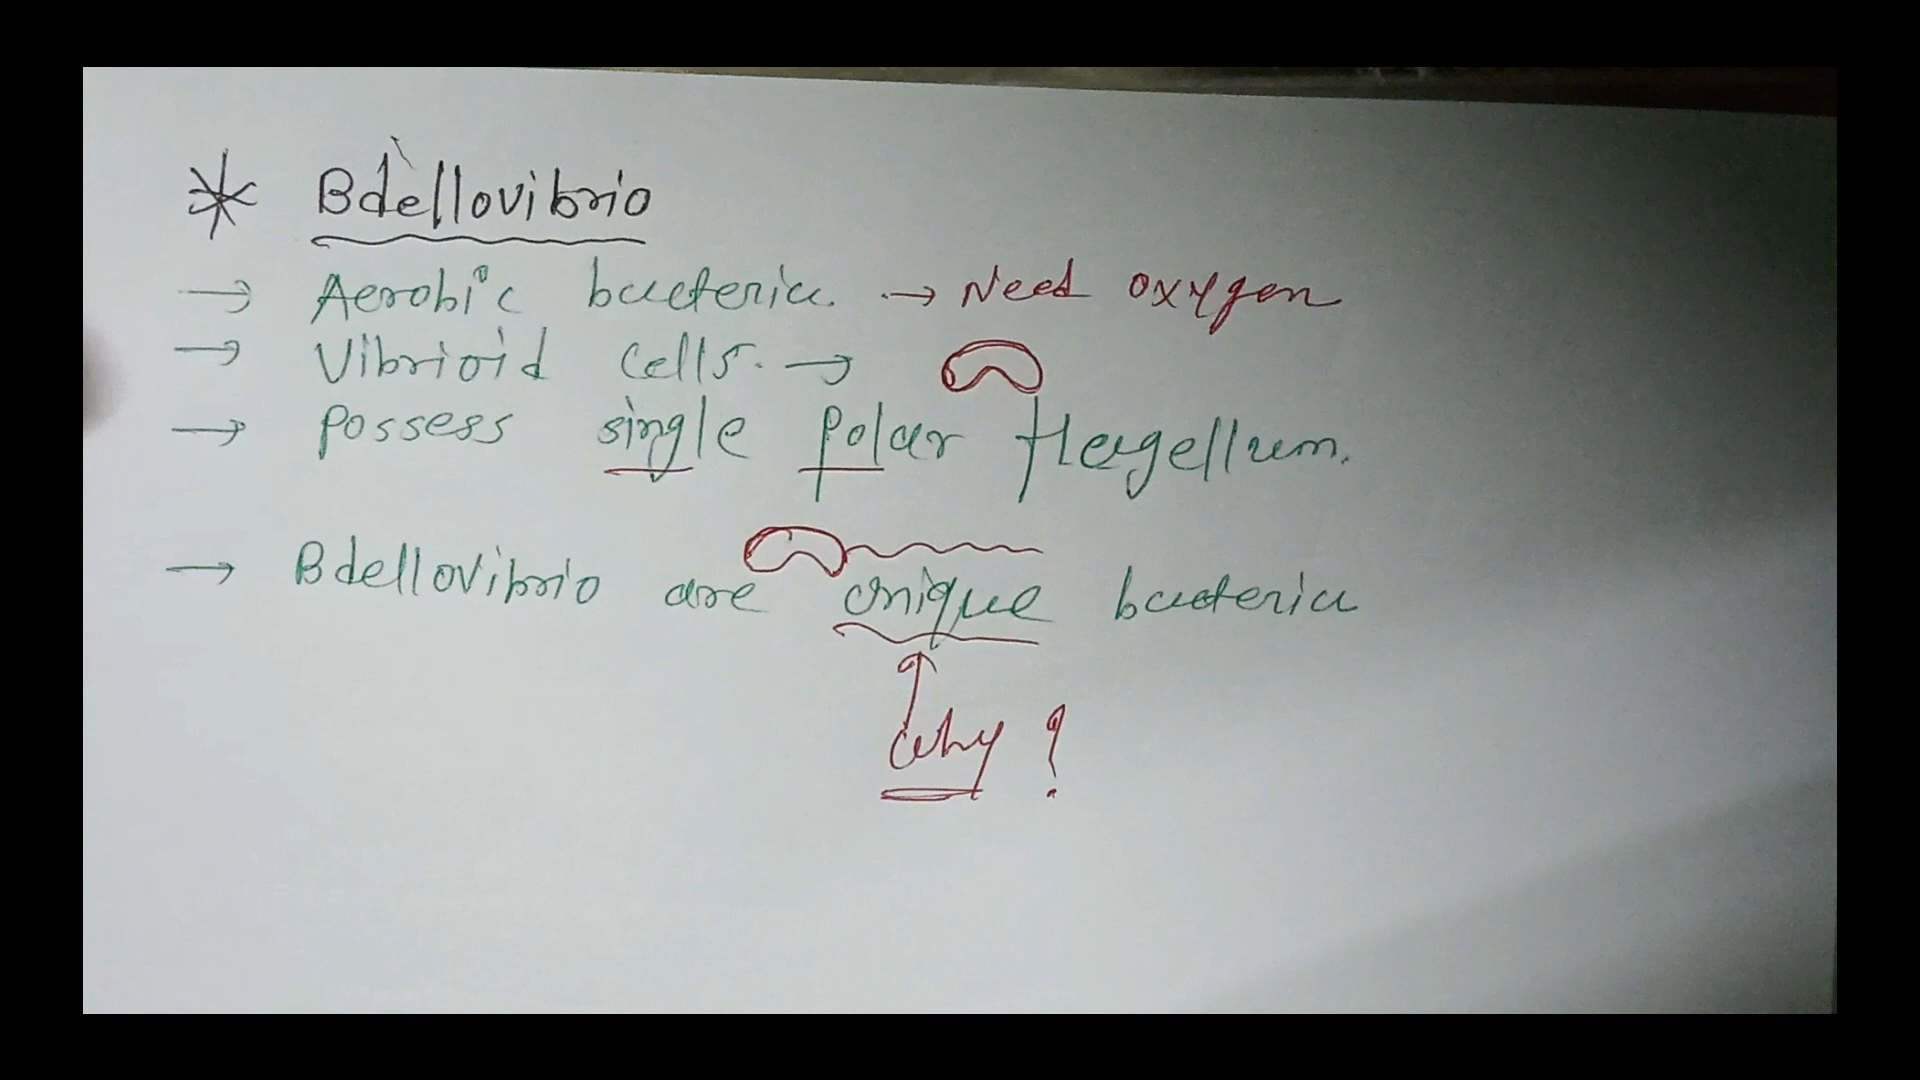 * Bdellovibrio
→ Aerobic bacteria. → Need oxygen
→ Vibrioid cells. →
→ Possess single polar flagellum.
→ Bdellovibrio are unique bacteria
Why ?